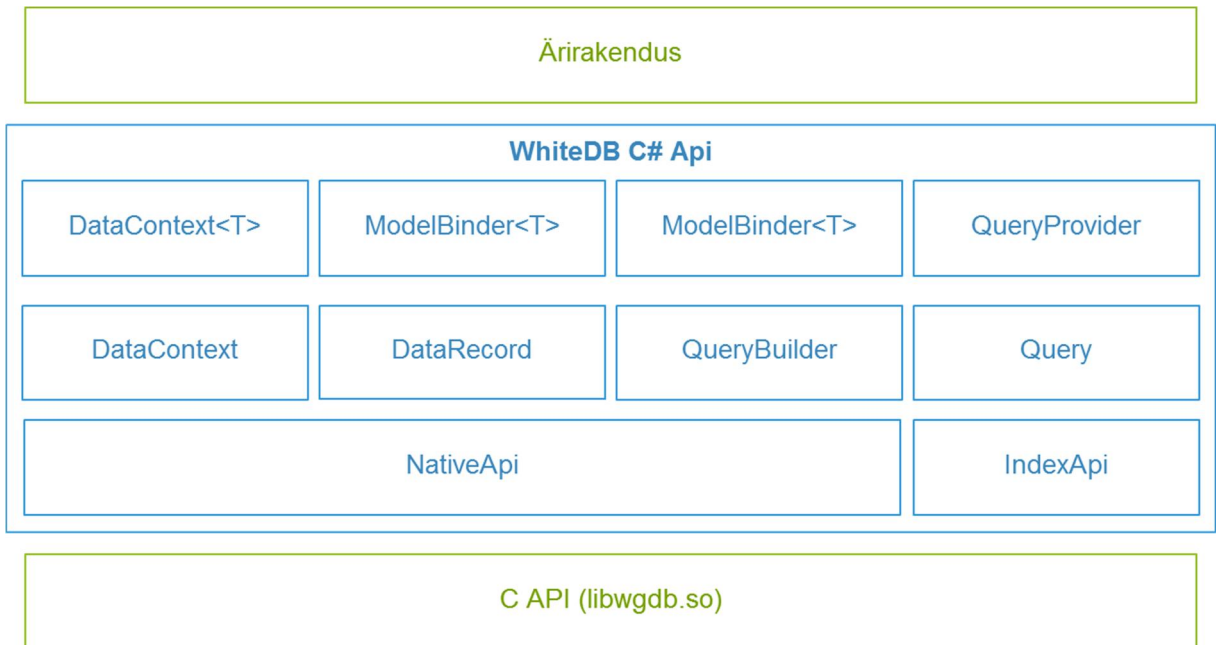 Ärirakendus
WhiteDB C# Api
DataContext<T>
ModelBinder<T>
ModelBinder<T>
QueryProvider
DataContext
DataRecord
QueryBuilder
Query
NativeApi
IndexApi
C API (libwgdb.so)